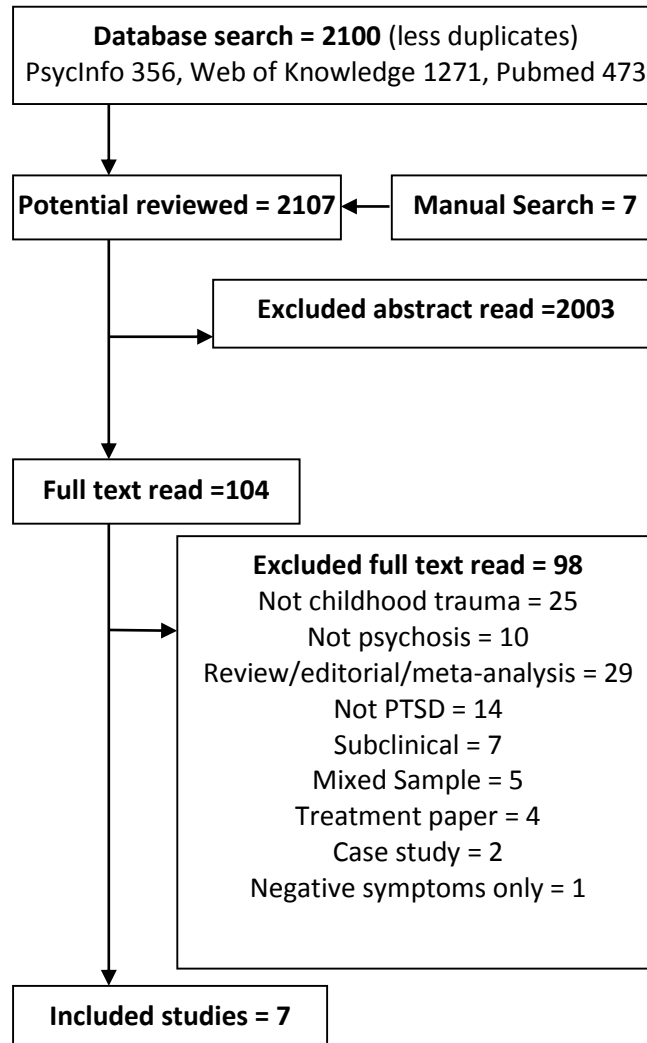 Database search = 2100 (less duplicates)
PsycInfo 356, Web of Knowledge 1271, Pubmed 473
Potential reviewed = 2107
Manual Search = 7
Excluded abstract read =2003
Full text read =104
Excluded full text read = 98
Not childhood trauma = 25
Not psychosis = 10
Review/editorial/meta-analysis = 29
Not PTSD = 14
Subclinical = 7
Mixed Sample = 5
Treatment paper = 4
Case study = 2
Negative symptoms only = 1
Included studies = 7